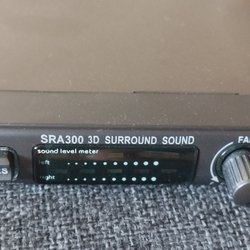 SRA300 3D SURROUND SOUND
sound level meter
left
right